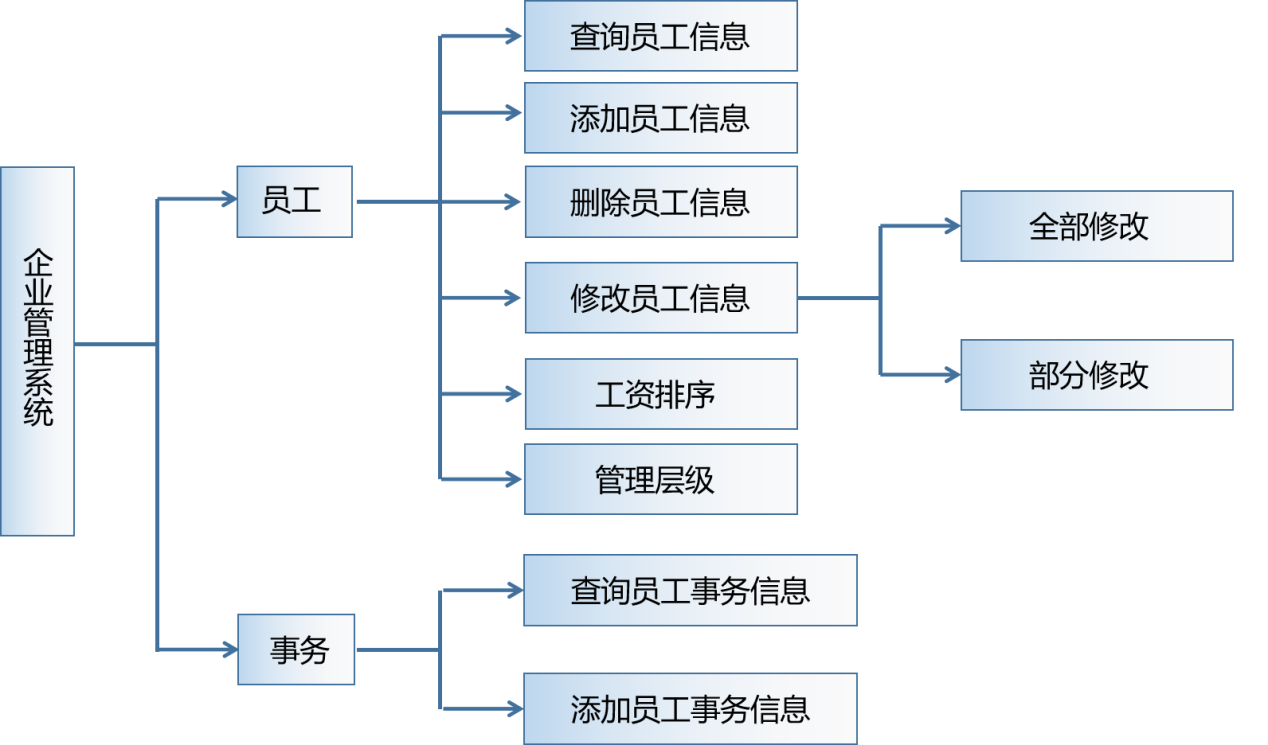 企业管理系统
员工
查询员工信息
添加员工信息
删除员工信息
修改员工信息
全部修改
部分修改
工资排序
管理层级
事务
查询员工事务信息
添加员工事务信息